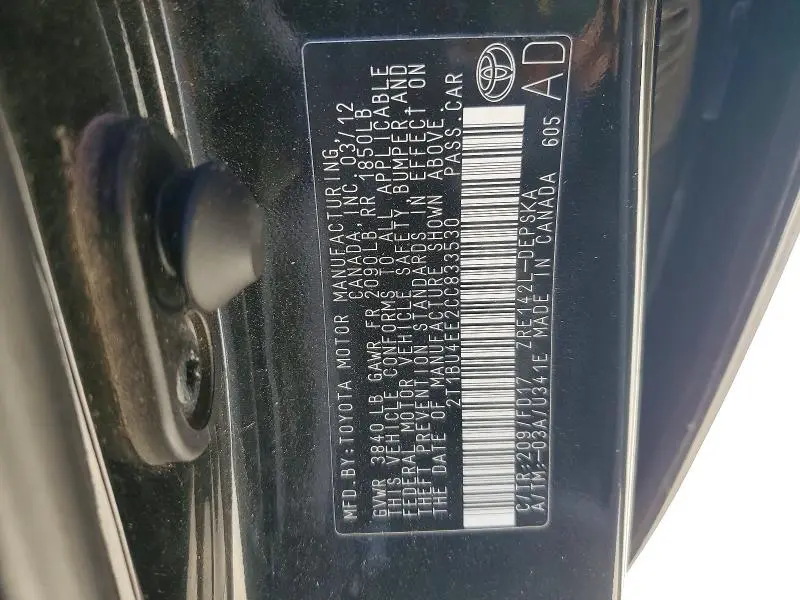 MFD. BY: TOYOTA MOTOR MANUFACTURING,
CANADA, INC. 03/12
GVWR 3840 LB GAWR FR 2090LB RR 1850LB
THIS VEHICLE CONFORMS TO ALL APPLICABLE
FEDERAL MOTOR VEHICLE SAFETY, BUMPER, AND
THEFT PREVENTION STANDARDS IN EFFECT ON
THE DATE OF MANUFACTURE SHOWN ABOVE.
2T1BU4EE2CC833530 PASS. CAR
C/TR:209/FD17 ZRE142L-DEPSKA
A/TM:-03A/U341E MADE IN CANADA 605
AD